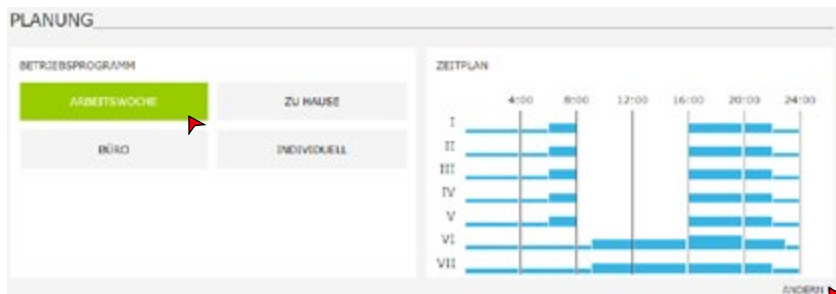 PLANUNG
BETRIEBSPROGRAMM
ARBEITSWOCHE
ZU HAUSE
BÜRO
INDIVIDUELL
ZEITPLAN
4:00 8:00 12:00 16:00 20:00 24:00
I
II
III
IV
V
VI
VII
ÄNDERN